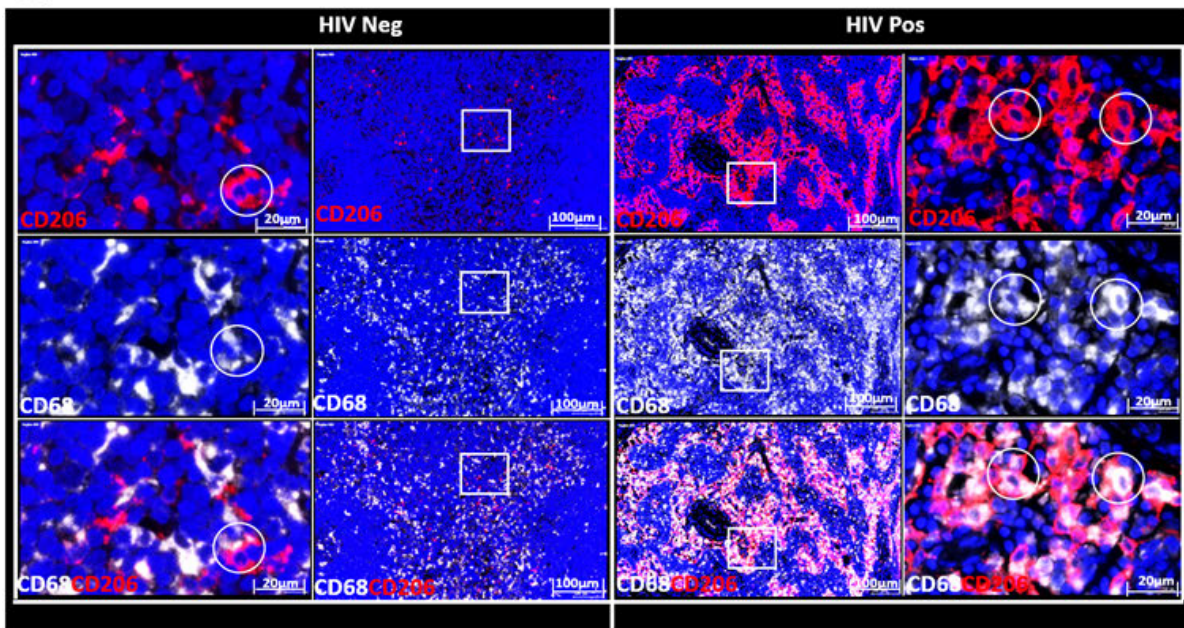 HIV Neg
HIV Pos
CD206
20μm
CD206
100μm
CD206
100μm
CD206
20μm
CD68
20μm
CD68
100μm
CD68
100μm
CD68
20μm
CD68CD206
20μm
CD68CD206
100μm
CD68CD206
100μm
CD68CD206
20μm